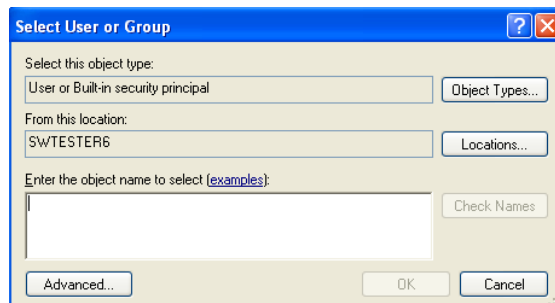 Select User or Group
Select this object type:
User or Built-in security principal
Object Types...
From this location:
SWTESTER6
Locations...
Enter the object name to select (examples):
Check Names
Advanced...
OK
Cancel